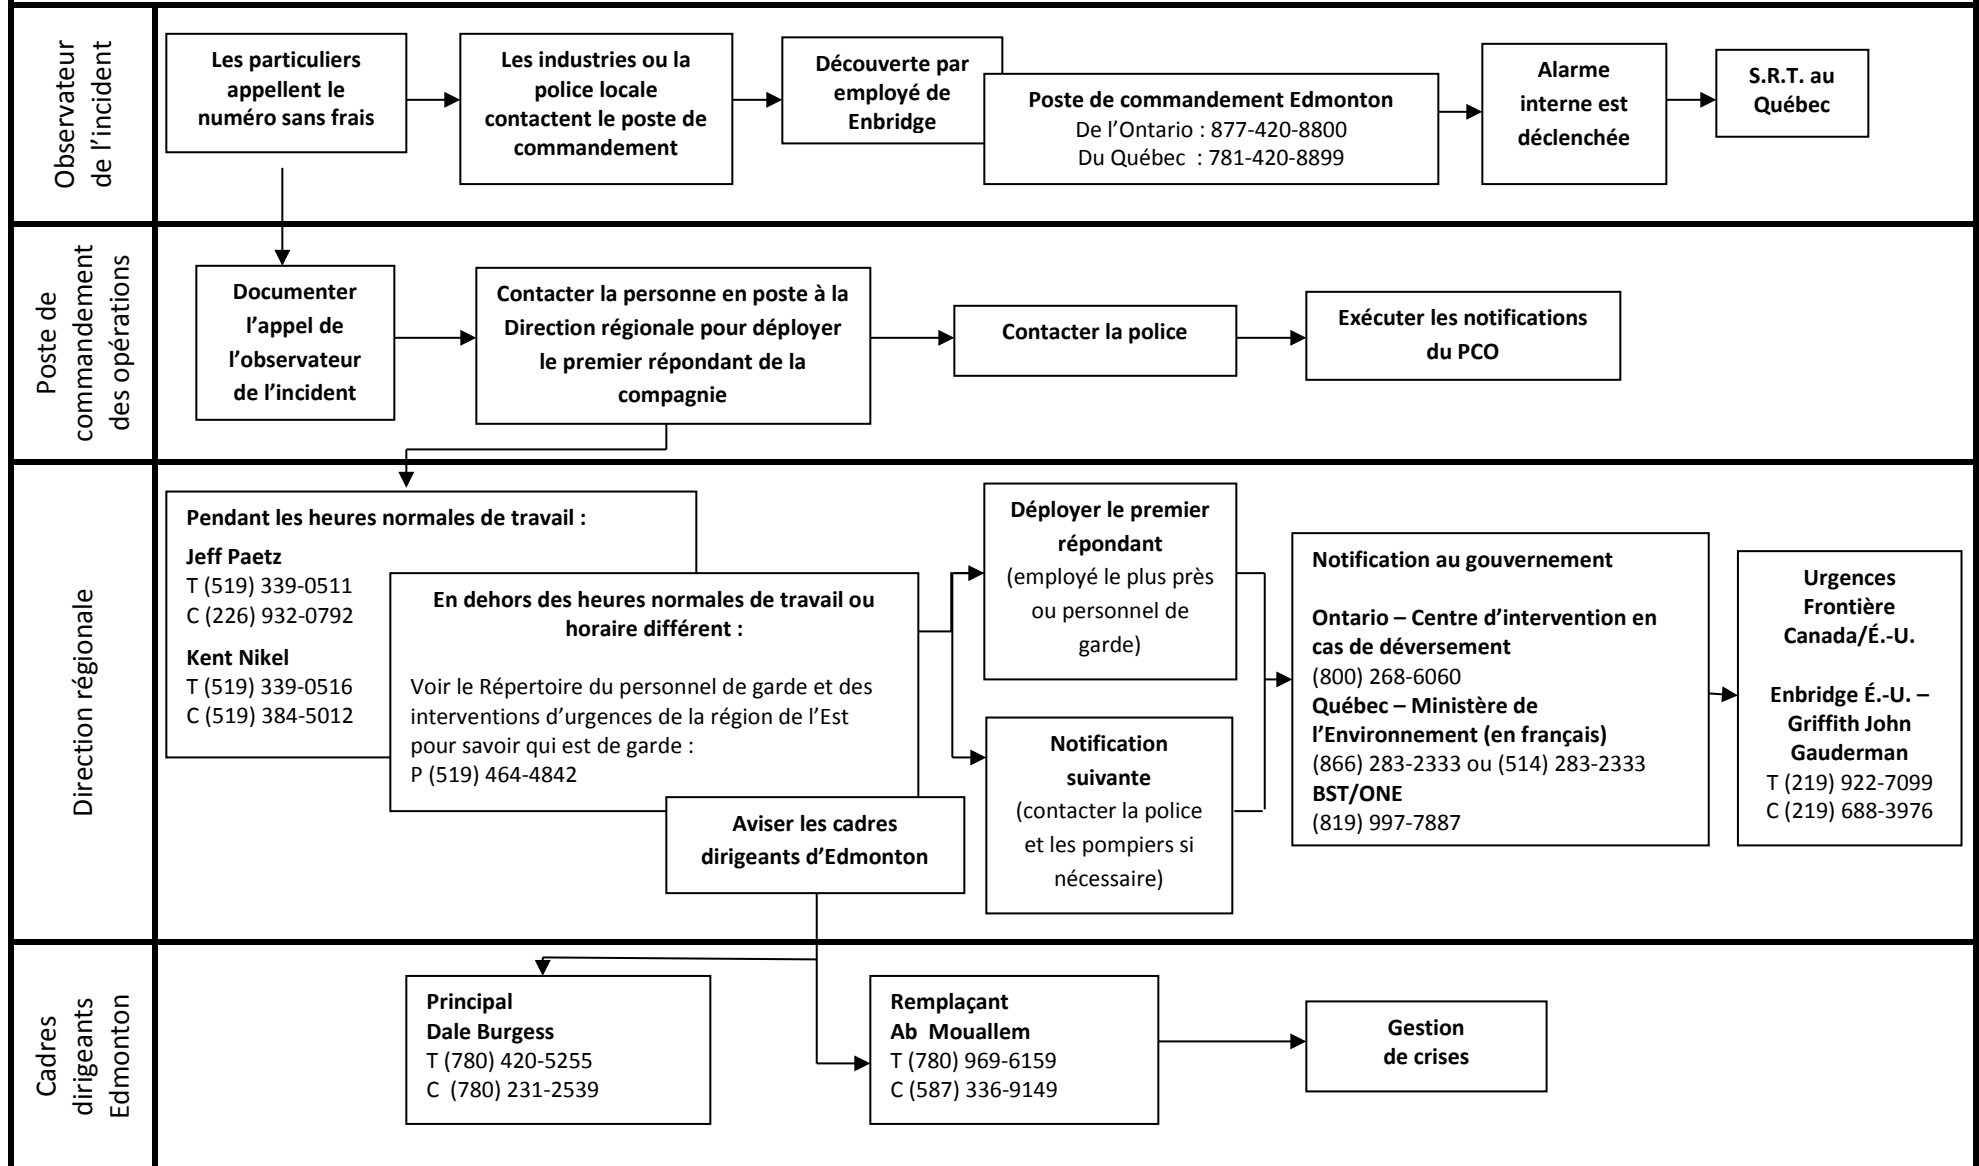 Observateur
de l’incident
Les particuliers
appellent le
numéro sans frais
Les industries ou la
police locale
contactent le poste de
commandement
Découverte par
employé de
Enbridge
Poste de commandement Edmonton
De l’Ontario : 877-420-8800
Du Québec : 781-420-8899
Alarme
interne est
déclenchée
S.R.T. au
Québec
Poste de
commandement
des opérations
Documenter
l’appel de
l’observateur
de l’incident
Contacter la personne en poste à la
Direction régionale pour déployer
le premier répondant de la
compagnie
Contacter la police
Exécuter les notifications
du PCO
Direction régionale
Pendant les heures normales de travail :
Jeff Paetz
T (519) 339-0511
C (226) 932-0792
Kent Nikel
T (519) 339-0516
C (519) 384-5012
En dehors des heures normales de travail ou
horaire différent :
Voir le Répertoire du personnel de garde et des
interventions d’urgences de la région de l’Est
pour savoir qui est de garde :
P (519) 464-4842
Aviser les cadres
dirigeants d’Edmonton
Déployer le premier
répondant
(employé le plus près
ou personnel de
garde)
Notification
suivante
(contacter la police
et les pompiers si
nécessaire)
Notification au gouvernement
Ontario – Centre d’intervention en
cas de déversement
(800) 268-6060
Québec – Ministère de
l’Environnement (en français)
(866) 283-2333 ou (514) 283-2333
BST/ONE
(819) 997-7887
Urgences
Frontière
Canada/É.-U.
Enbridge É.-U. –
Griffith John
Gauderman
T (219) 922-7099
C (219) 688-3976
Cadres
dirigeants
Edmonton
Principal
Dale Burgess
T (780) 420-5255
C (780) 231-2539
Remplaçant
Ab Mouallem
T (780) 969-6159
C (587) 336-9149
Gestion
de crises